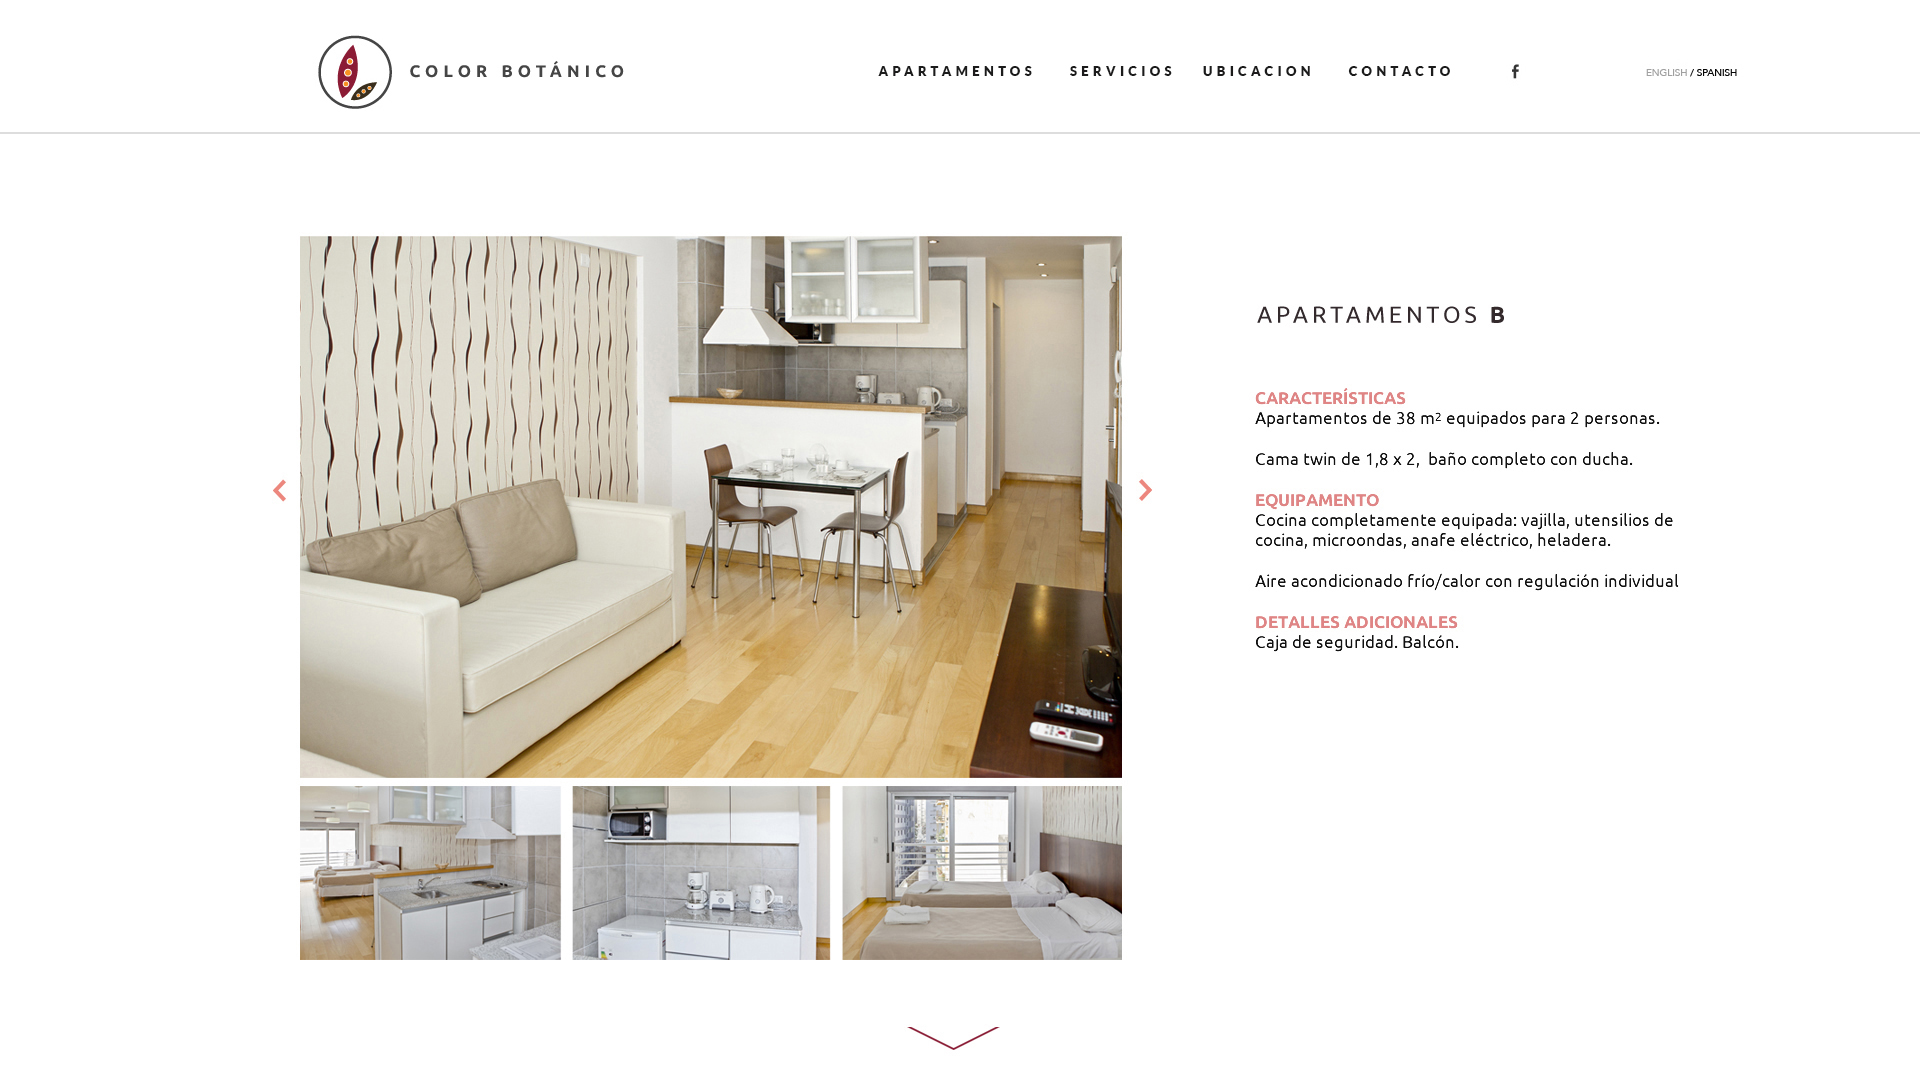 COLOR BOTÁNICO
APARTAMENTOS SERVICIOS UBICACION CONTACTO f ENGLISH / SPANISH
APARTAMENTOS B
CARACTERÍSTICAS
Apartamentos de 38 m2 equipados para 2 personas.
Cama twin de 1,8 x 2,  baño completo con ducha.
EQUIPAMENTO
Cocina completamente equipada: vajilla, utensilios de
cocina, microondas, anafe eléctrico, heladera.
Aire acondicionado frío/calor con regulación individual
DETALLES ADICIONALES
Caja de seguridad. Balcón.